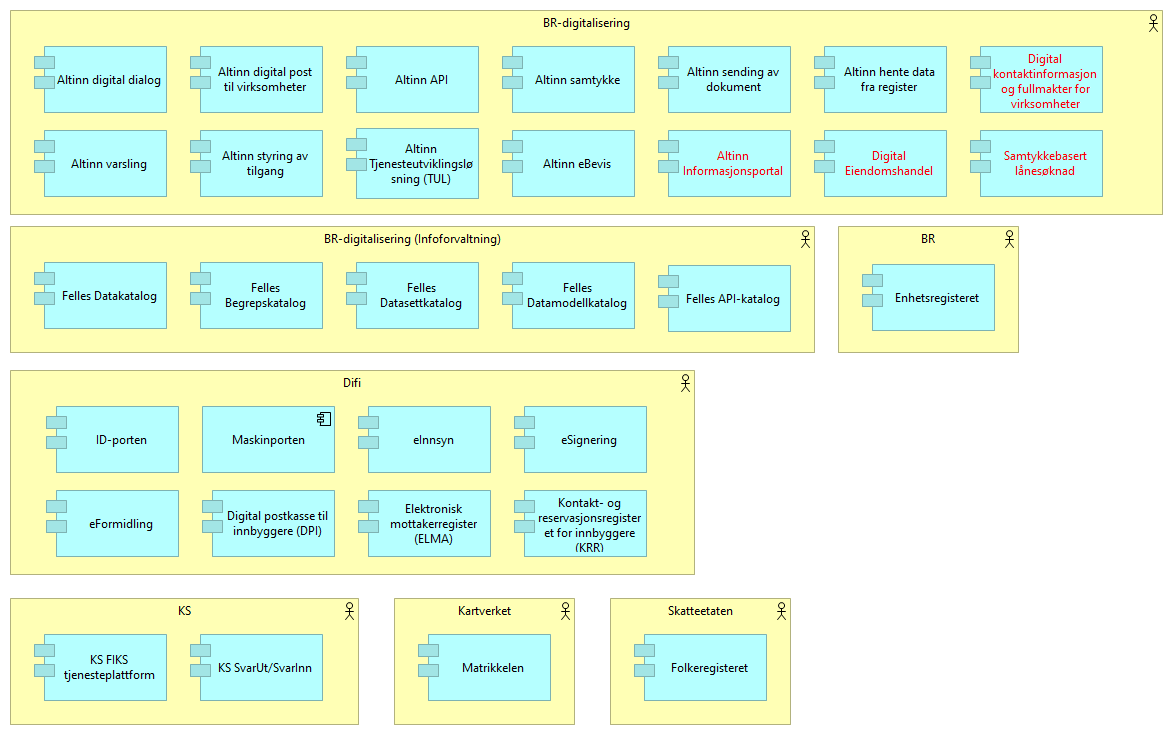 BR-digitalisering
Altinn digital dialog
Altinn digital post
til virksomheter
Altinn API
Altinn samtykke
Altinn sending av
dokument
Altinn hente data
fra register
Digital
kontaktinformasjon
og fullmakter for
virksomheter
Altinn varsling
Altinn styring av
tilgang
Altinn
Tjenesteutviklingslø
sning (TUL)
Altinn eBevis
Altinn
Informasjonsportal
Digital
Eiendomshandel
Samtykkebasert
lånesøknad
BR-digitalisering (Infoforvaltning)
Felles Datakatalog
Felles
Begrepskatalog
Felles
Datasettkatalog
Felles
Datamodellkatalog
Felles API-katalog
BR
Enhetsregisteret
Difi
ID-porten
Maskinporten
eInnsyn
eSignering
eFormidling
Digital postkasse til
innbyggere (DPI)
Elektronisk
mottakerregister
(ELMA)
Kontakt- og
reservasjonsregister
et for innbyggere
(KRR)
KS
KS FIKS
tjenesteplattform
KS SvarUt/SvarInn
Kartverket
Matrikkelen
Skatteetaten
Folkeregisteret